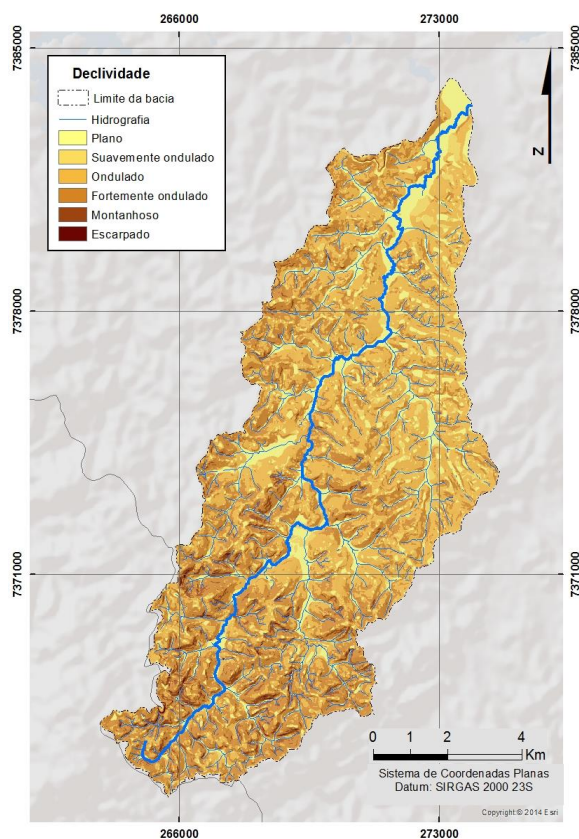 266000
273000
7385000
7385000
Declividade
Limite da bacia
Hidrografia
Plano
Suavemente ondulado
Ondulado
Fortemente ondulado
Montanhoso
Escarpado
N
7378000
7378000
7371000
7371000
0 1 2 4
Km
Sistema de Coordenadas Planas
Datum: SIRGAS 2000 23S
Copyright:© 2014 Esri
266000
273000